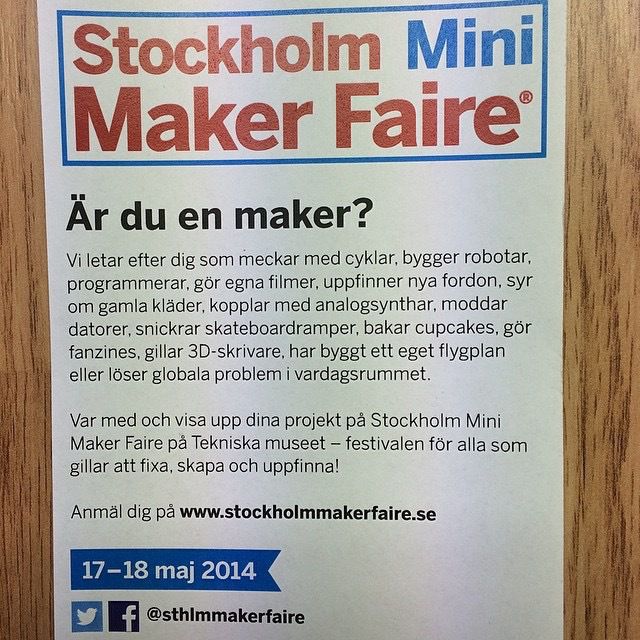 Stockholm Mini
Maker Faire®
Är du en maker?
Vi letar efter dig som meckar med cyklar, bygger robotar,
programmerar, gör egna filmer, uppfinner nya fordon, syr
om gamla kläder, kopplar med analogsynthar, moddar
datorer, snickrar skateboardramper, bakar cupcakes, gör
fanzines, gillar 3D-skrivare, har byggt ett eget flygplan
eller löser globala problem i vardagsrummet.
Var med och visa upp dina projekt på Stockholm Mini
Maker Faire på Tekniska museet – festivalen för alla som
gillar att fixa, skapa och uppfinna!
Anmäl dig på www.stockholmmakerfaire.se
17–18 maj 2014
@sthlmmakerfaire